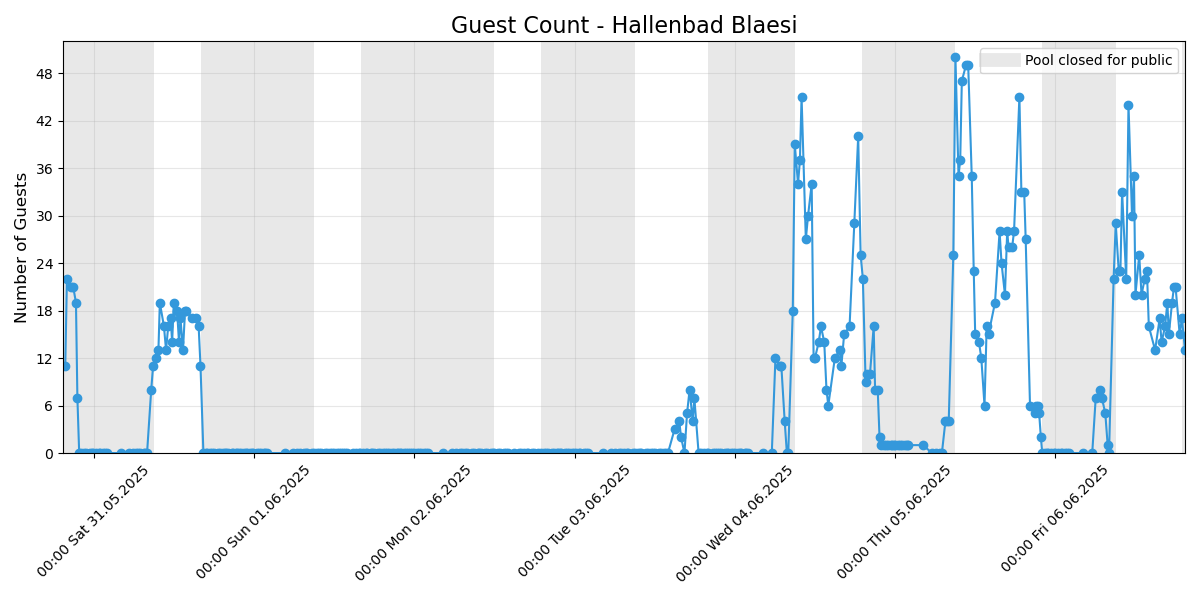 Guest Count - Hallenbad Blaesi
Pool closed for public
Number of Guests
48
42
36
30
24
18
12
6
0
00:00 Sat 31.05.2025
00:00 Sun 01.06.2025
00:00 Mon 02.06.2025
00:00 Tue 03.06.2025
00:00 Wed 04.06.2025
00:00 Thu 05.06.2025
00:00 Fri 06.06.2025